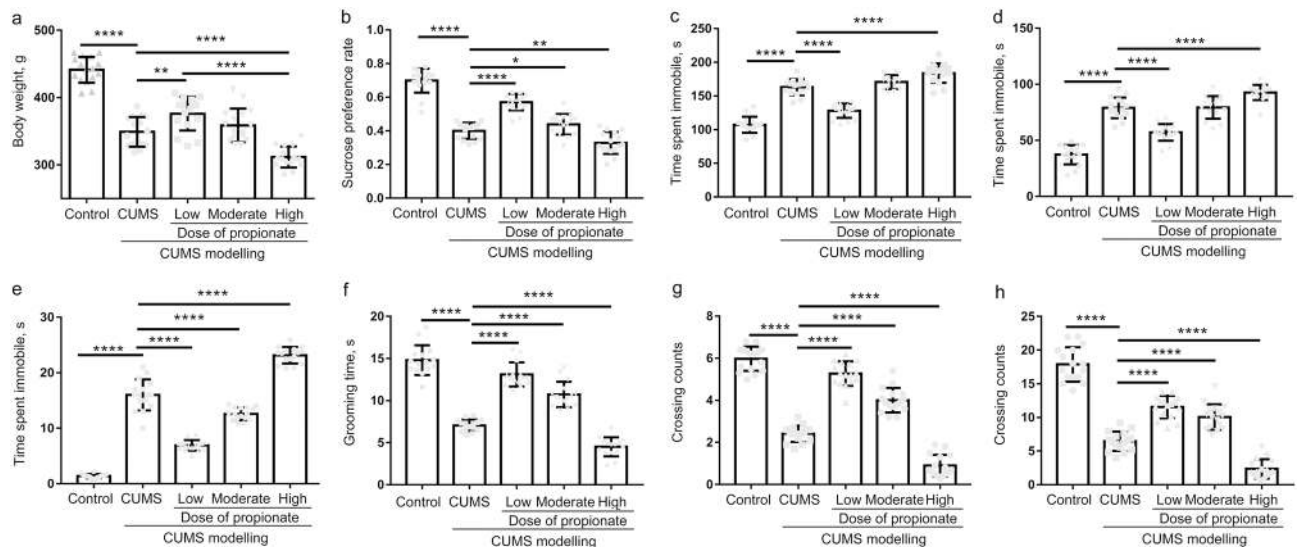 a
Body weight, g
500
400
300
****
****
**
****
Control CUMS Low Moderate High
Dose of propionate
CUMS modelling
b
Sucrose preference rate
1.0
0.8
0.6
0.4
0.2
0.0
****
**
*
****
Control CUMS Low Moderate High
Dose of propionate
CUMS modelling
c
Time spent immobile, s
250
200
150
100
50
0
****
****
****
Control CUMS Low Moderate High
Dose of propionate
CUMS modelling
d
Time spent immobile, s
150
100
50
0
****
****
****
Control CUMS Low Moderate High
Dose of propionate
CUMS modelling
e
Time spent immobile, s
30
20
10
0
****
****
****
****
Control CUMS Low Moderate High
Dose of propionate
CUMS modelling
f
Grooming time, s
20
15
10
5
0
****
****
****
****
Control CUMS Low Moderate High
Dose of propionate
CUMS modelling
g
Crossing counts
8
6
4
2
0
****
****
****
****
Control CUMS Low Moderate High
Dose of propionate
CUMS modelling
h
Crossing counts
25
20
15
10
5
0
****
****
****
****
Control CUMS Low Moderate High
Dose of propionate
CUMS modelling